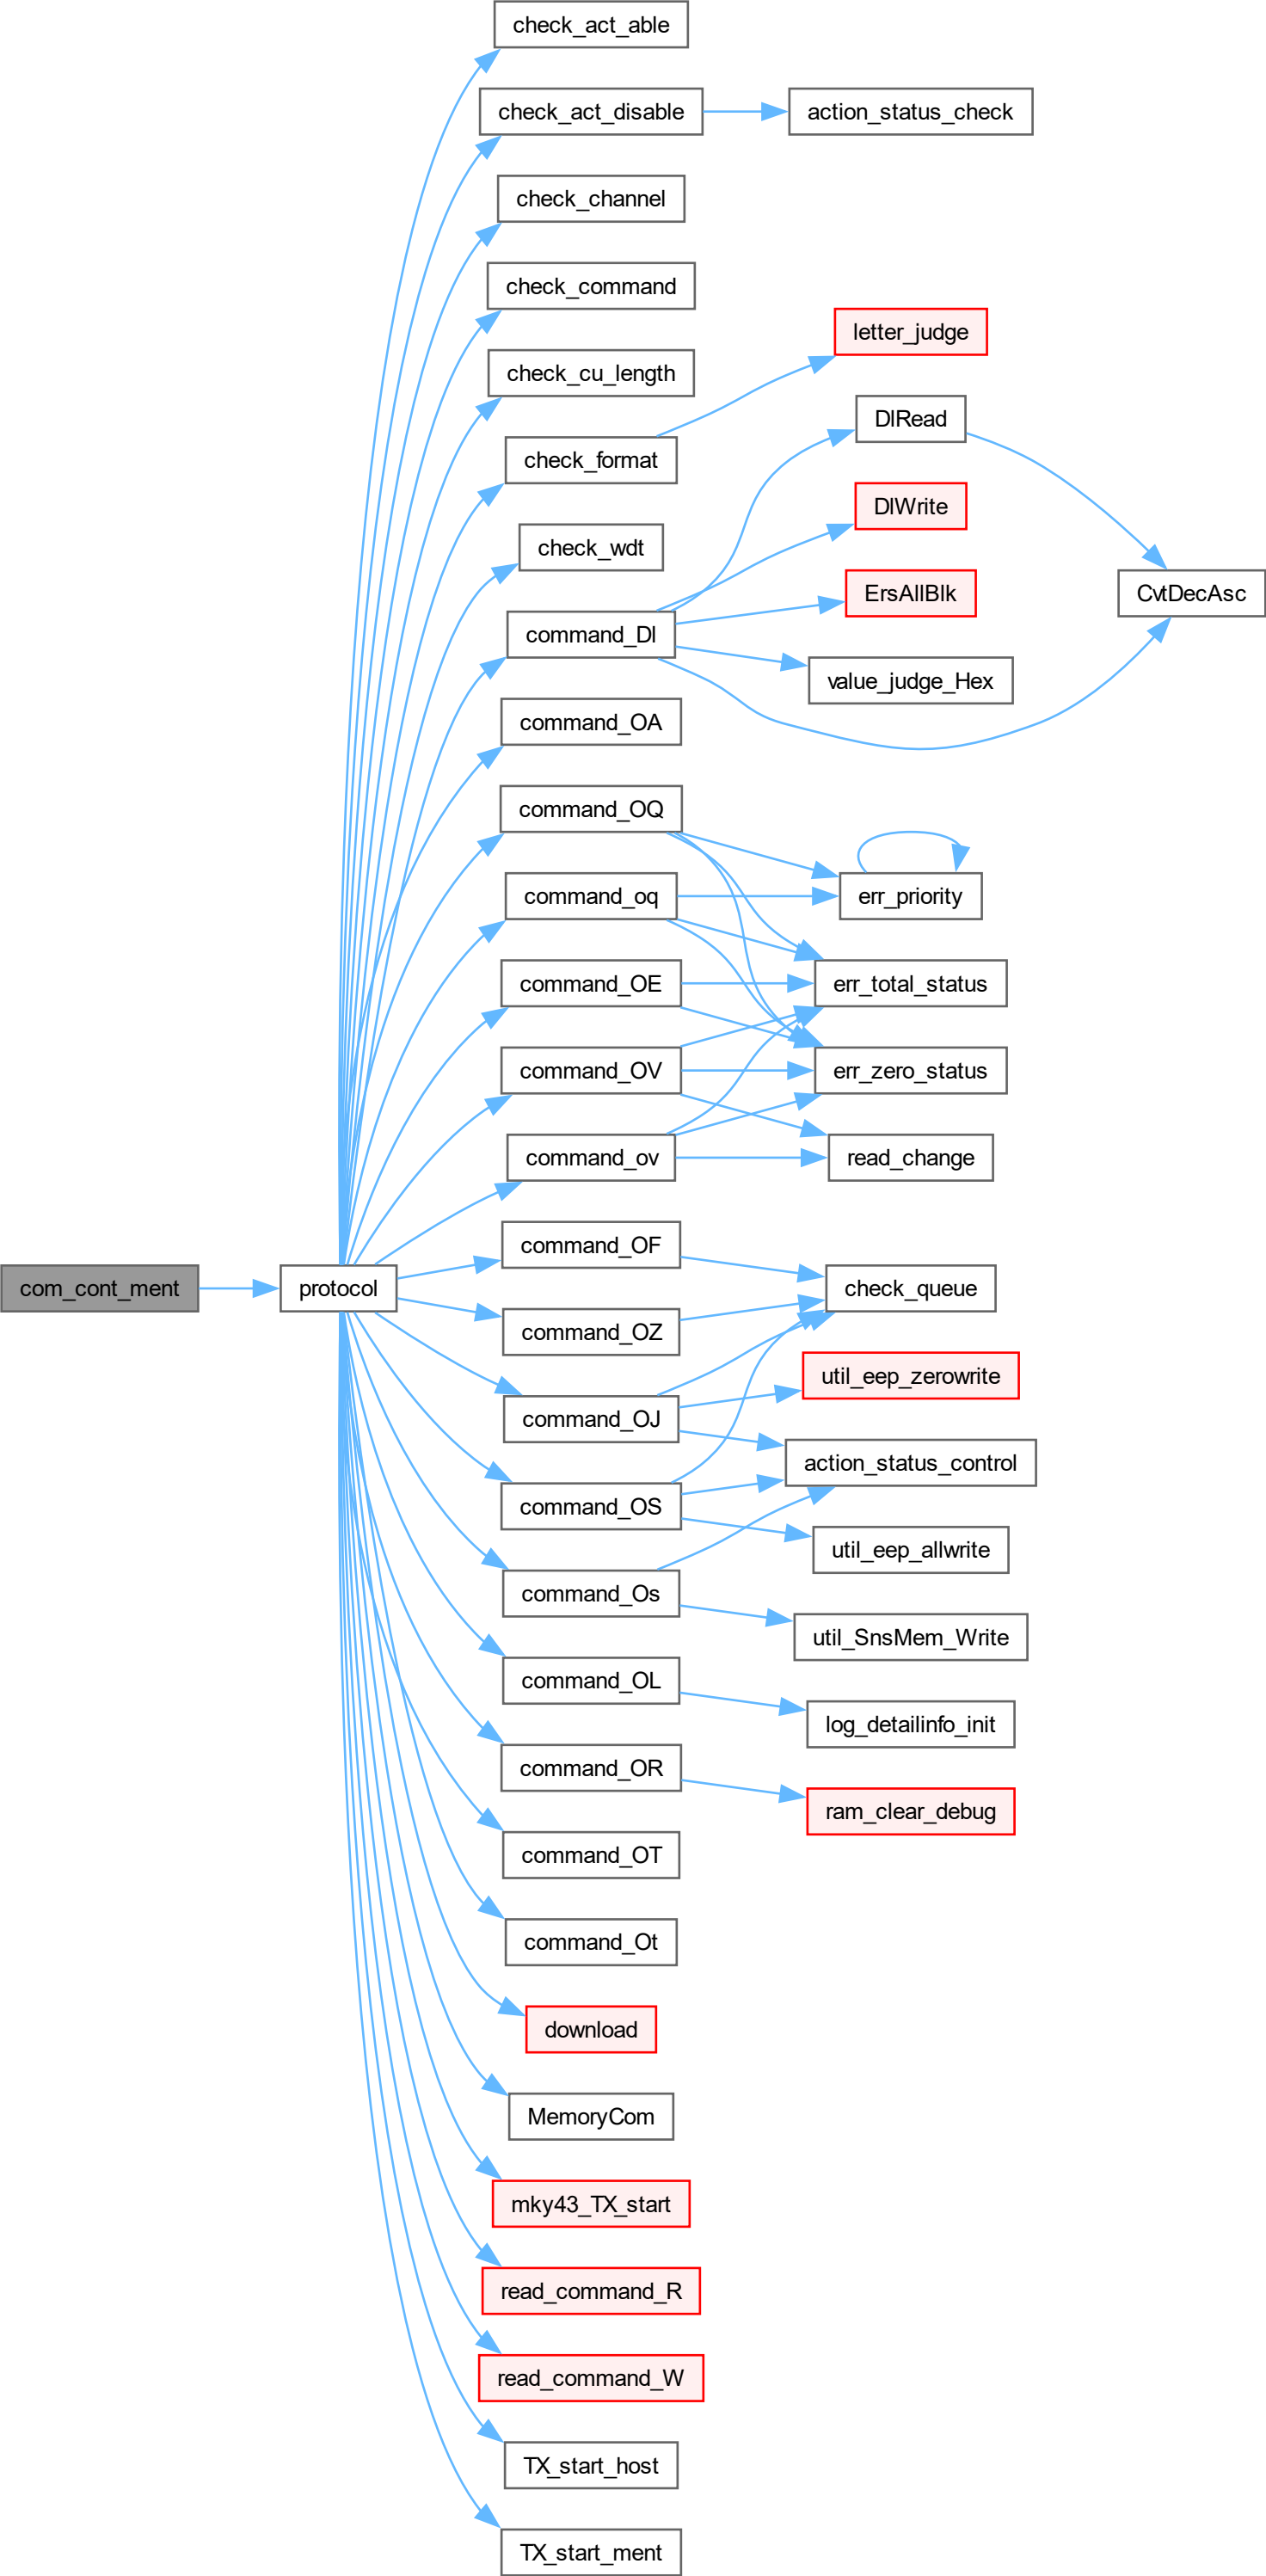 check_act_able
check_act_disable
action_status_check
check_channel
check_command
letter_judge
check_cu_length
DlRead
check_format
DlWrite
check_wdt
ErsAllBlk
CvtDecAsc
command_Dl
value_judge_Hex
command_OA
command_OQ
command_oq
err_priority
command_OE
err_total_status
command_OV
err_zero_status
command_ov
read_change
command_OF
com_cont_ment
protocol
check_queue
command_OZ
util_eep_zerowrite
command_OJ
action_status_control
command_OS
util_eep_allwrite
command_Os
util_SnsMem_Write
command_OL
log_detailinfo_init
command_OR
ram_clear_debug
command_OT
command_Ot
download
MemoryCom
mky43_TX_start
read_command_R
read_command_W
TX_start_host
TX_start_ment